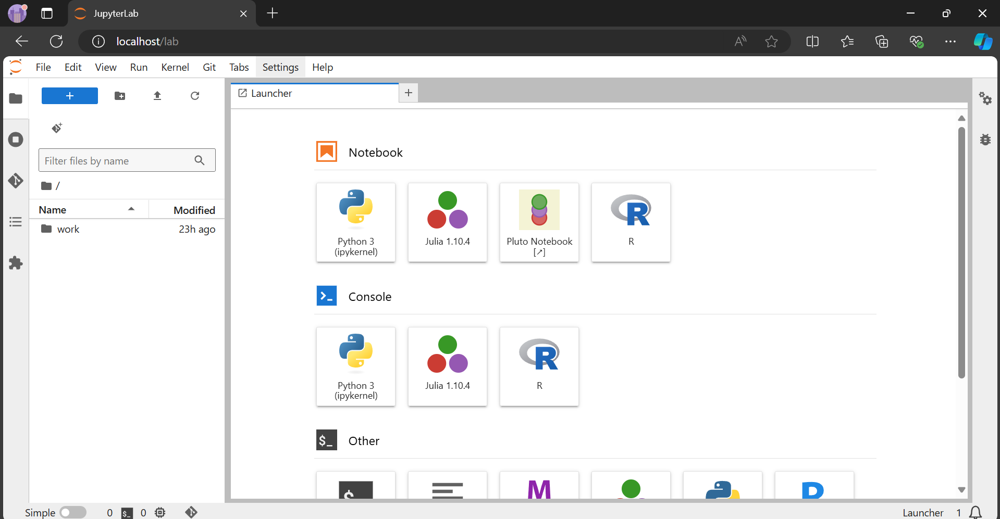 JupyterLab
localhost/lab
File Edit View Run Kernel Git Tabs Settings Help
Launcher
Filter files by name
/
Name Modified
work 23h ago
Notebook
Python 3
(ipykernel)
Julia 1.10.4
Pluto Notebook
[↗]
R
Console
Python 3
(ipykernel)
Julia 1.10.4
R
$_ Other
$ M
Simple 0 $_ 0 Launcher 1